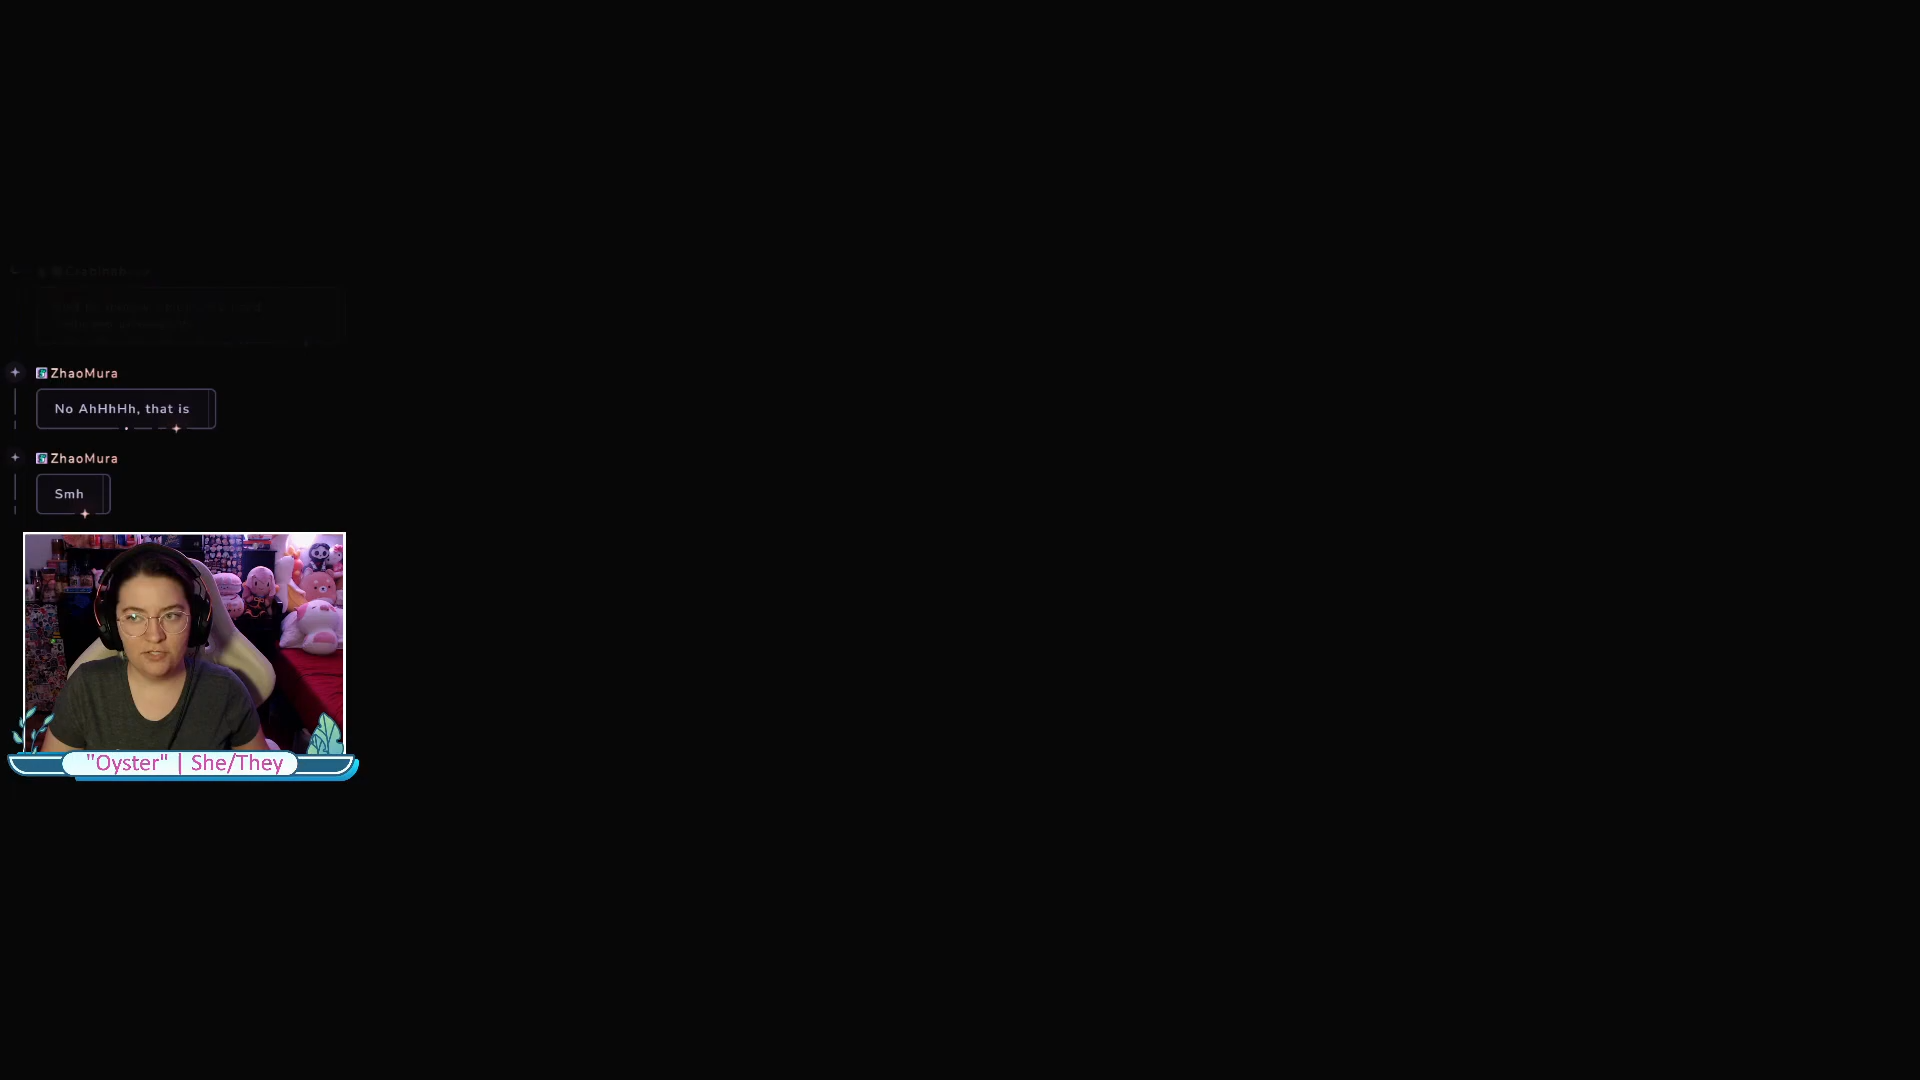 ZhaoMura
No AhHhHh, that is
ZhaoMura
Smh
"Oyster" | She/They